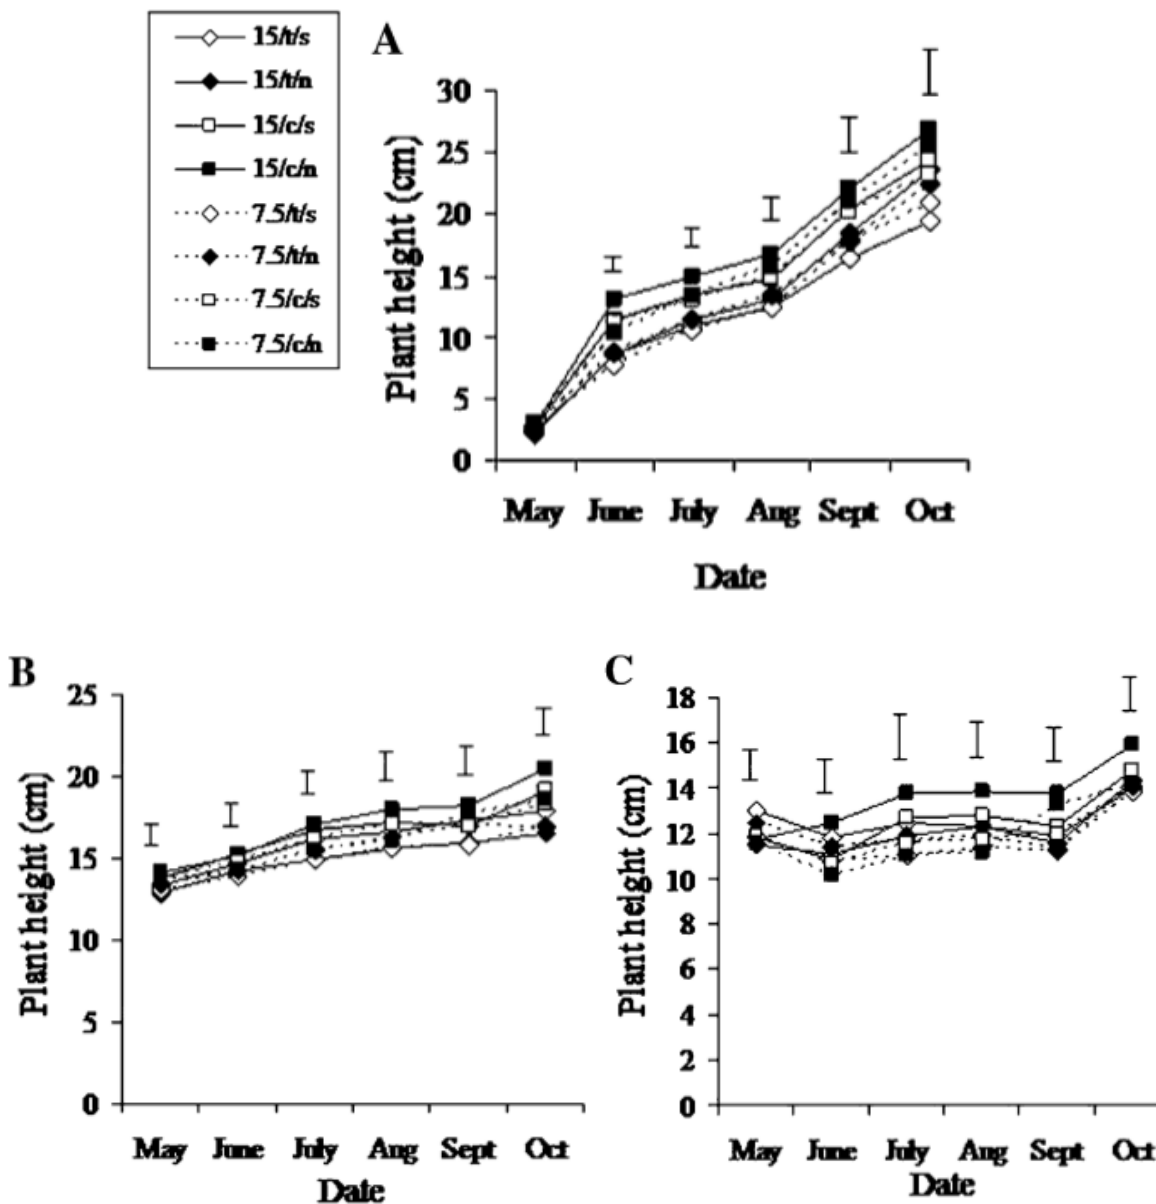 15/t/s
15/t/n
15/c/s
15/c/n
7.5/t/s
7.5/t/n
7.5/c/s
7.5/c/n
A
Plant height (cm)
30
25
20
15
10
5
0
May June July Aug Sept Oct
Date
B
Plant height (cm)
25
20
15
10
5
0
May June July Aug Sept Oct
Date
C
Plant height (cm)
18
16
14
12
10
8
6
4
2
0
May June July Aug Sept Oct
Date